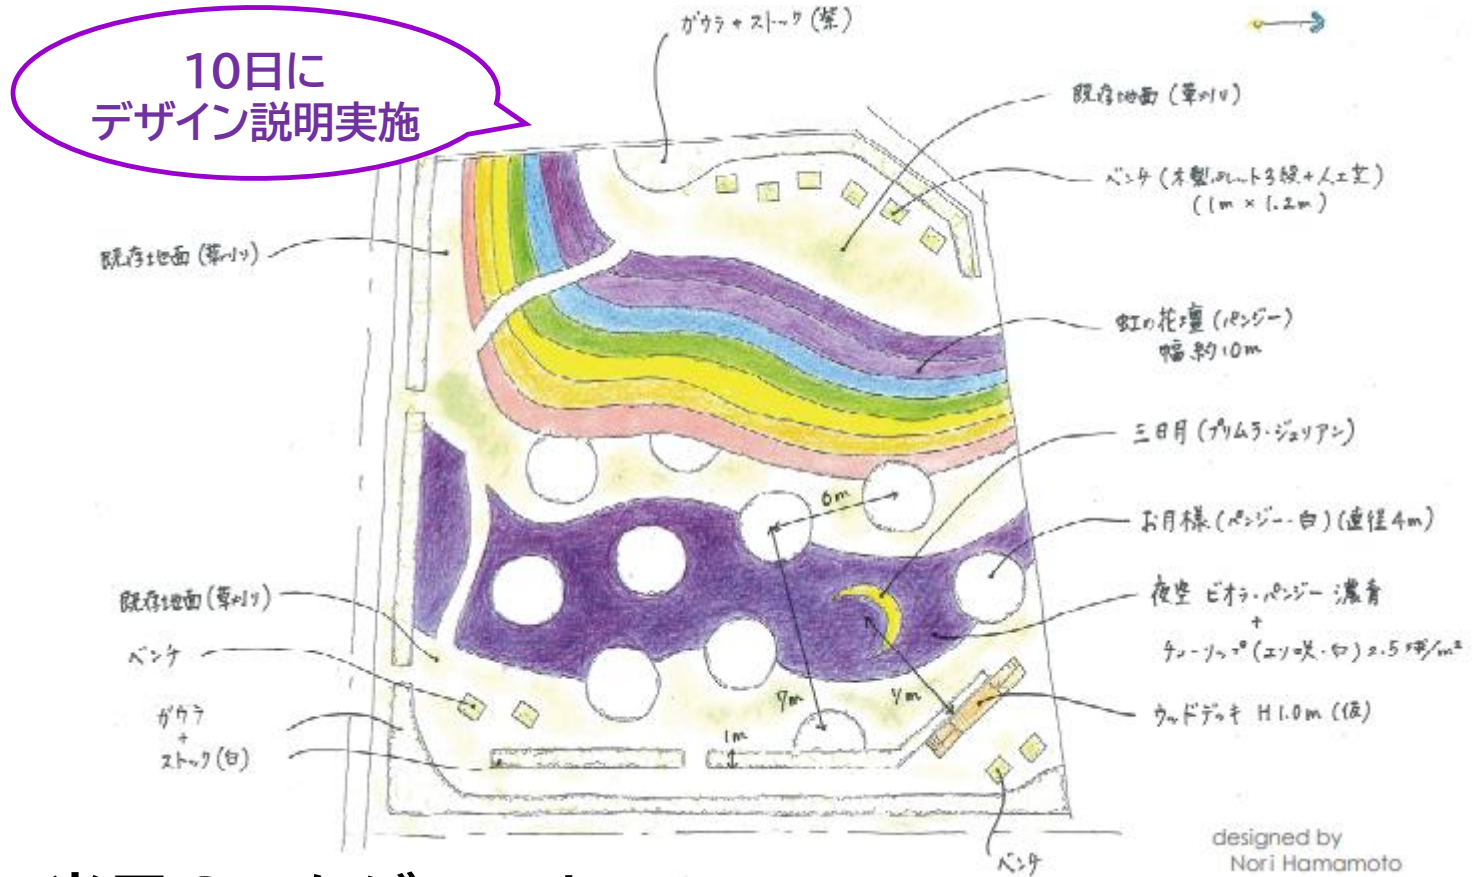 10日に
デザイン説明実施
ガウラ+ストック(紫)
既存地面(草刈り)
ベンチ(木製パレット3段+人工芝)
(1m×1.2m)
既存地面(草刈り)
虹の花壇(パンジー)
幅約10m
三日月(プリムラ・ジュリアン)
6m
お月様(パンジー・白)(直径4m)
既存地面(草刈り)
夜空 ビオラ・パンジー 濃青
+
チューリップ(ユリ咲・白)2.5球/m²
ベンチ
7m
ガウラ
+
ストック(白)
1m
ウッドデッキ H1.0m(仮)
ベンチ
designed by
Nori Hamamoto